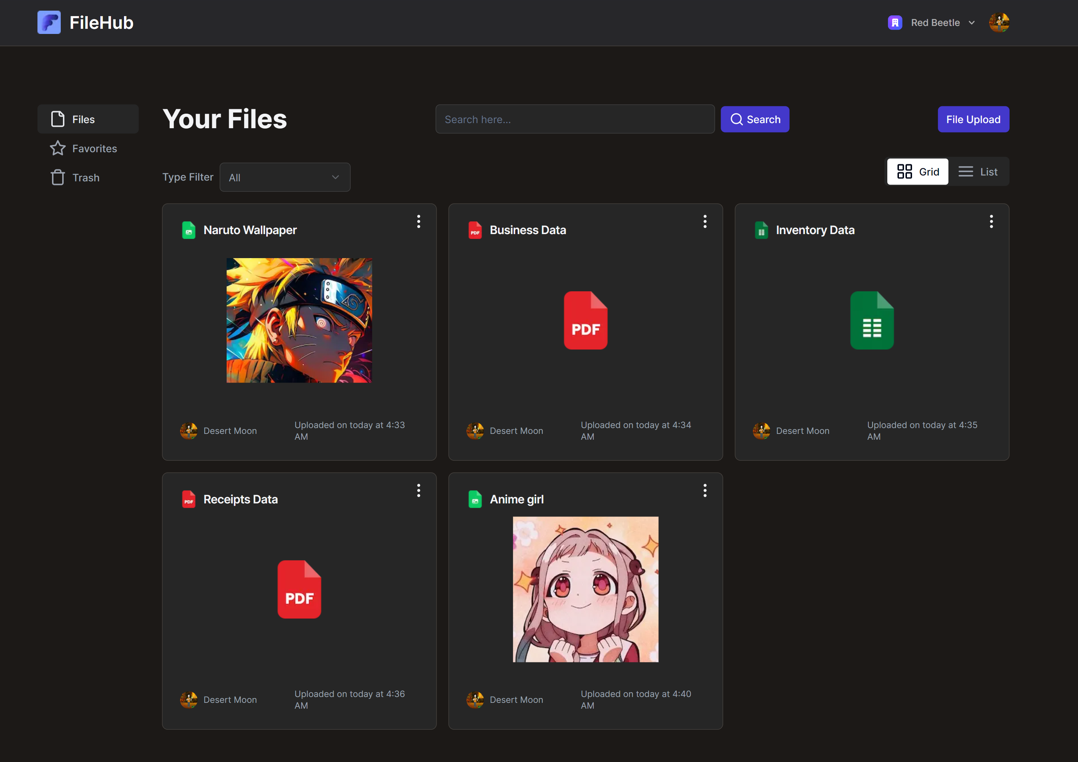 FileHub
Red Beetle
Files
Favorites
Trash
Your Files
Search here...
Search
File Upload
Type Filter
All
Grid
List
Naruto Wallpaper
Desert Moon
Uploaded on today at 4:33
AM
Business Data
PDF
PDF
Desert Moon
Uploaded on today at 4:34
AM
Inventory Data
Desert Moon
Uploaded on today at 4:35
AM
Receipts Data
PDF
PDF
Desert Moon
Uploaded on today at 4:36
AM
Anime girl
Desert Moon
Uploaded on today at 4:40
AM